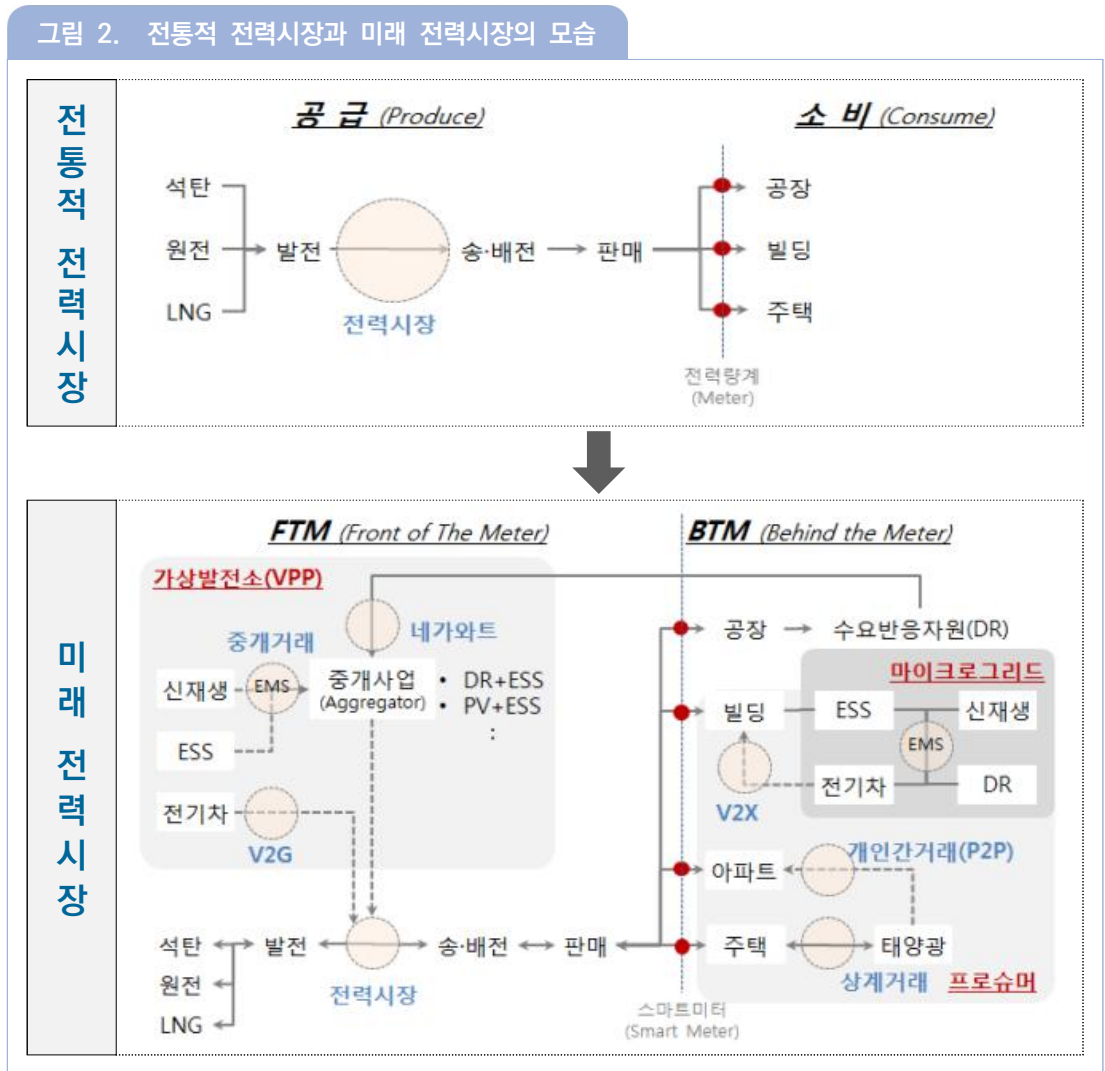 그림 2. 전통적 전력시장과 미래 전력시장의 모습
전통적 전력시장
공 급 (Produce)
소 비 (Consume)
석탄
공장
원전
발전
송·배전
판매
빌딩
LNG
전력시장
주택
전력량계
(Meter)
미래 전력시장
FTM (Front of The Meter)
BTM (Behind the Meter)
가상발전소(VPP)
중개거래
네가와트
신재생
EMS
중개사업
(Aggregator)
• DR+ESS
• PV+ESS
:
ESS
전기차
V2G
공장
수요반응자원(DR)
마이크로그리드
빌딩
ESS
신재생
EMS
전기차
DR
V2X
개인간거래(P2P)
아파트
석탄
발전
송·배전
판매
주택
태양광
원전
전력시장
상계거래
프로슈머
LNG
스마트미터
(Smart Meter)